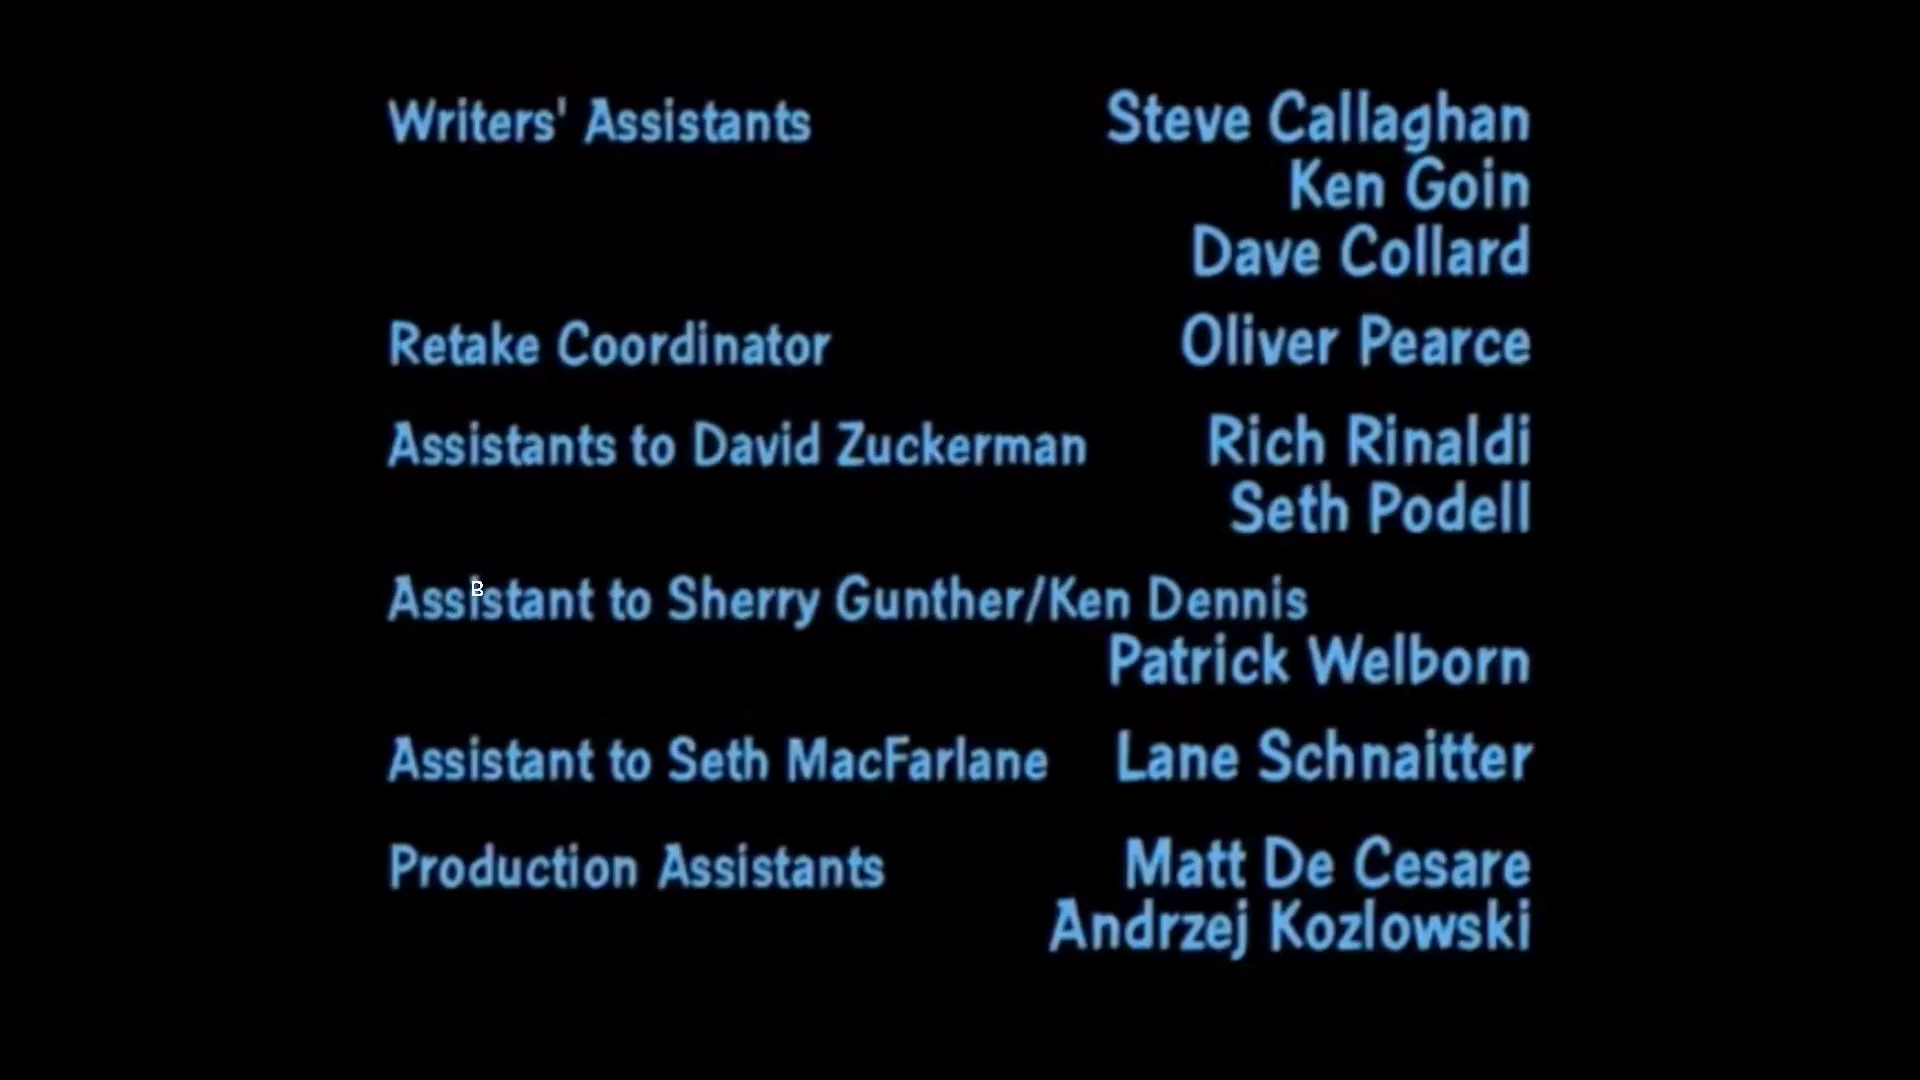 Writers' Assistants Steve Callaghan
Ken Goin
Dave Collard
Retake Coordinator Oliver Pearce
Assistants to David Zuckerman Rich Rinaldi
Seth Podell
B
Assistant to Sherry Gunther/Ken Dennis
Patrick Welborn
Assistant to Seth MacFarlane Lane Schnaitter
Production Assistants Matt De Cesare
Andrzej Kozlowski